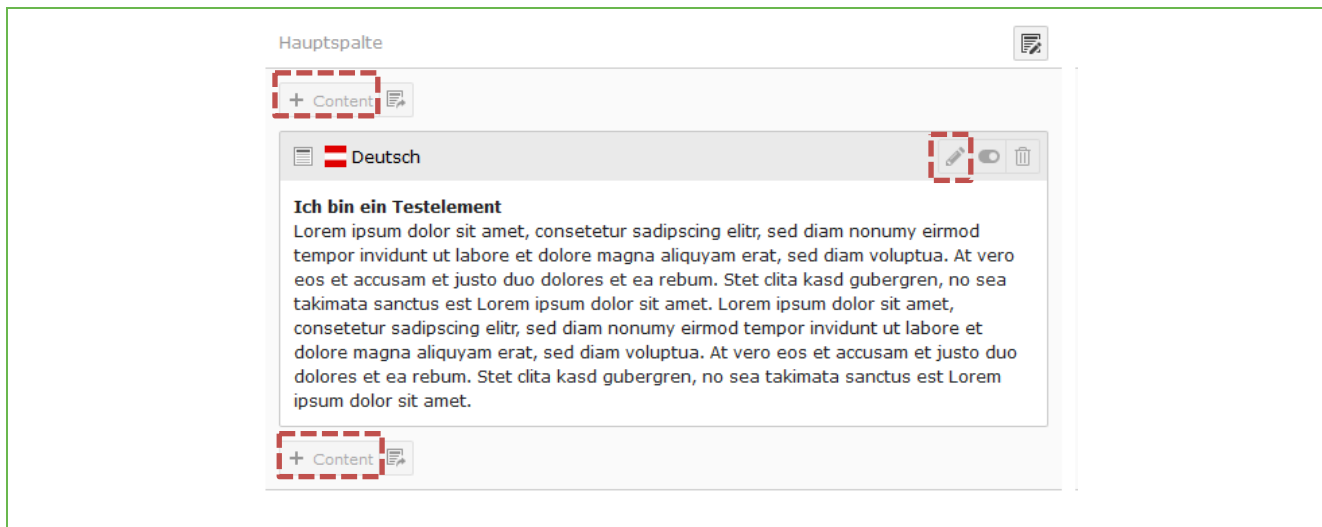 Hauptspalte
+ Content
Deutsch
Ich bin ein Testelement
Lorem ipsum dolor sit amet, consetetur sadipscing elitr, sed diam nonumy eirmod
tempor invidunt ut labore et dolore magna aliquyam erat, sed diam voluptua. At vero
eos et accusam et justo duo dolores et ea rebum. Stet clita kasd gubergren, no sea
takimata sanctus est Lorem ipsum dolor sit amet. Lorem ipsum dolor sit amet,
consetetur sadipscing elitr, sed diam nonumy eirmod tempor invidunt ut labore et
dolore magna aliquyam erat, sed diam voluptua. At vero eos et accusam et justo duo
dolores et ea rebum. Stet clita kasd gubergren, no sea takimata sanctus est Lorem
ipsum dolor sit amet.
+ Content